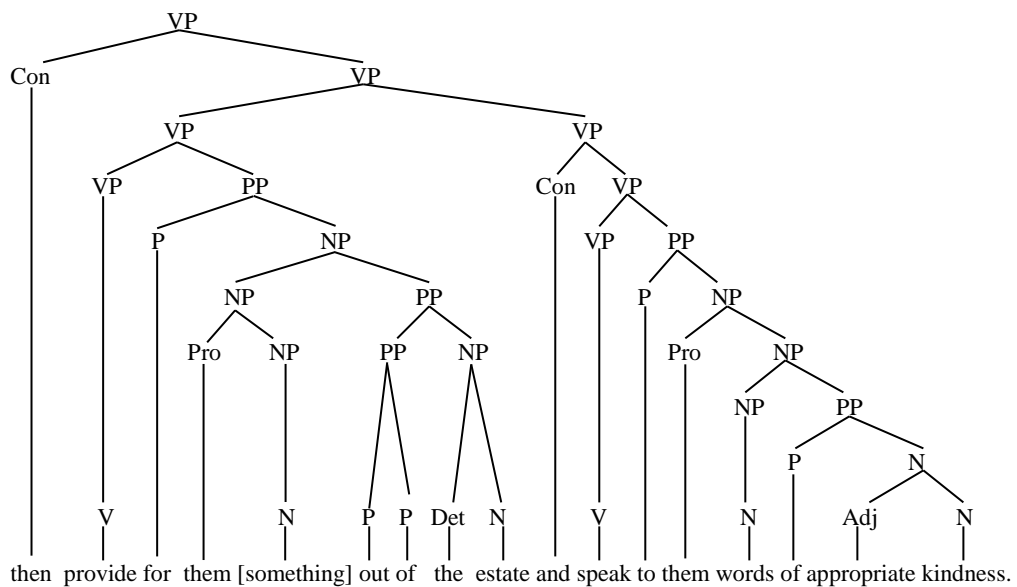 VP
Con VP
VP VP
VP PP Con VP
P NP VP PP
NP PP P NP
Pro NP PP NP Pro NP
NP PP
P N
V N P P Det N V N Adj N
then provide for them [something] out of the estate and speak to them words of appropriate kindness.